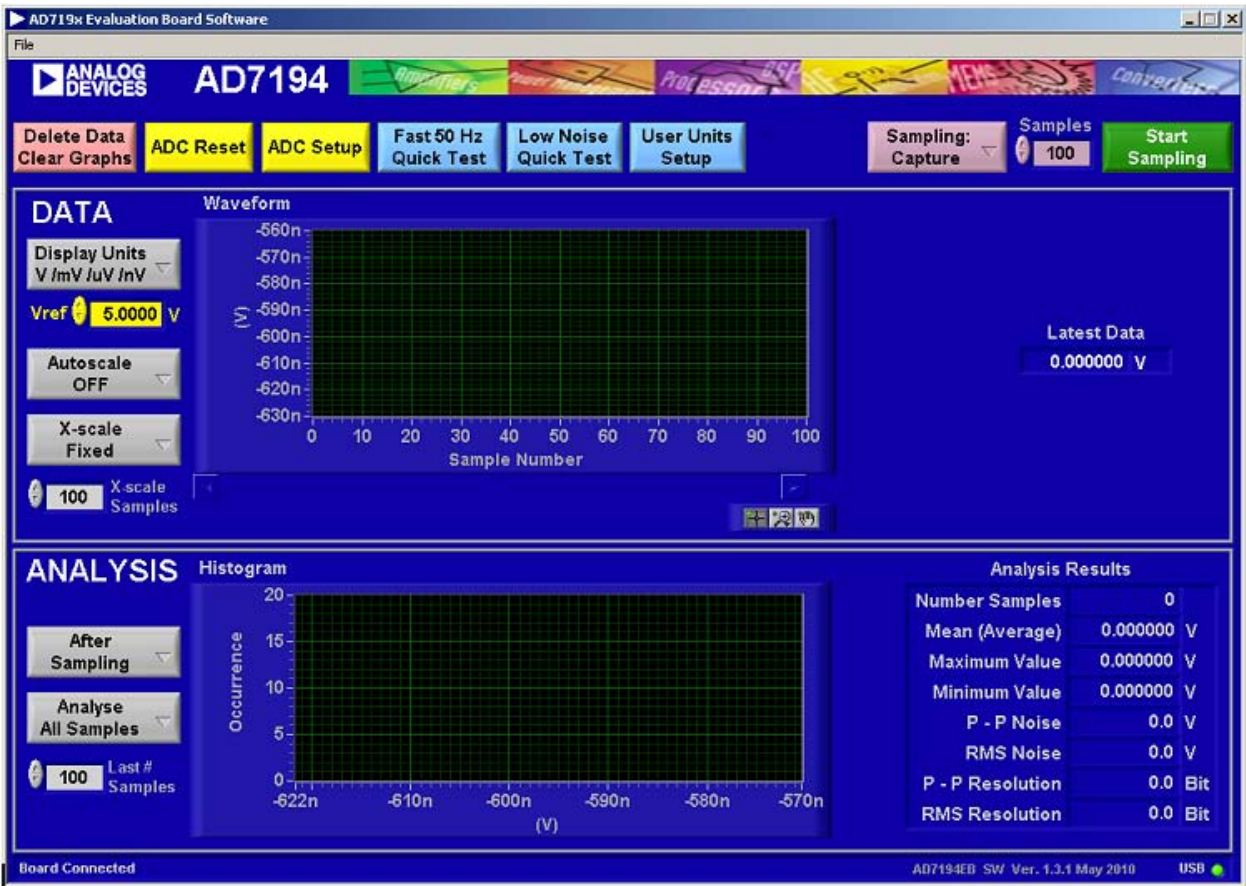 AD719x Evaluation Board Software
File
ANALOG DEVICES
AD7194
Amplifiers
Power Management
Processors
DSP
MEMS
Converters
Delete Data
Clear Graphs
ADC Reset
ADC Setup
Fast 50 Hz
Quick Test
Low Noise
Quick Test
User Units
Setup
Sampling:
Capture
Samples
100
Start
Sampling
DATA
Waveform
Display Units
V /mV /uV /nV
Vref 5.0000 V
Autoscale
OFF
X-scale
Fixed
100 X-scale
Samples
-560n
-570n
-580n
-590n
-600n
-610n
-620n
-630n
(V)
0 10 20 30 40 50 60 70 80 90 100
Sample Number
Latest Data
0.000000 V
ANALYSIS
Histogram
After
Sampling
Analyse
All Samples
100 Last #
Samples
20
15
10
5
0
Occurrence
-622n -610n -600n -590n -580n -570n
(V)
Analysis Results
Number Samples 0
Mean (Average) 0.000000 V
Maximum Value 0.000000 V
Minimum Value 0.000000 V
P - P Noise 0.0 V
RMS Noise 0.0 V
P - P Resolution 0.0 Bit
RMS Resolution 0.0 Bit
Board Connected
AD7194EB SW Ver. 1.3.1 May 2010
USB